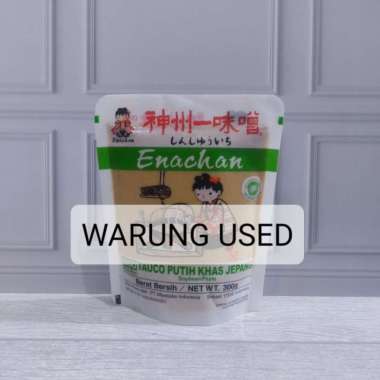 神州一味噌
しんしゅういち
Enachan
WARUNG USED
TAUCO PUTIH KHAS JEPANG
Berat Bersih / NET WT. 300g